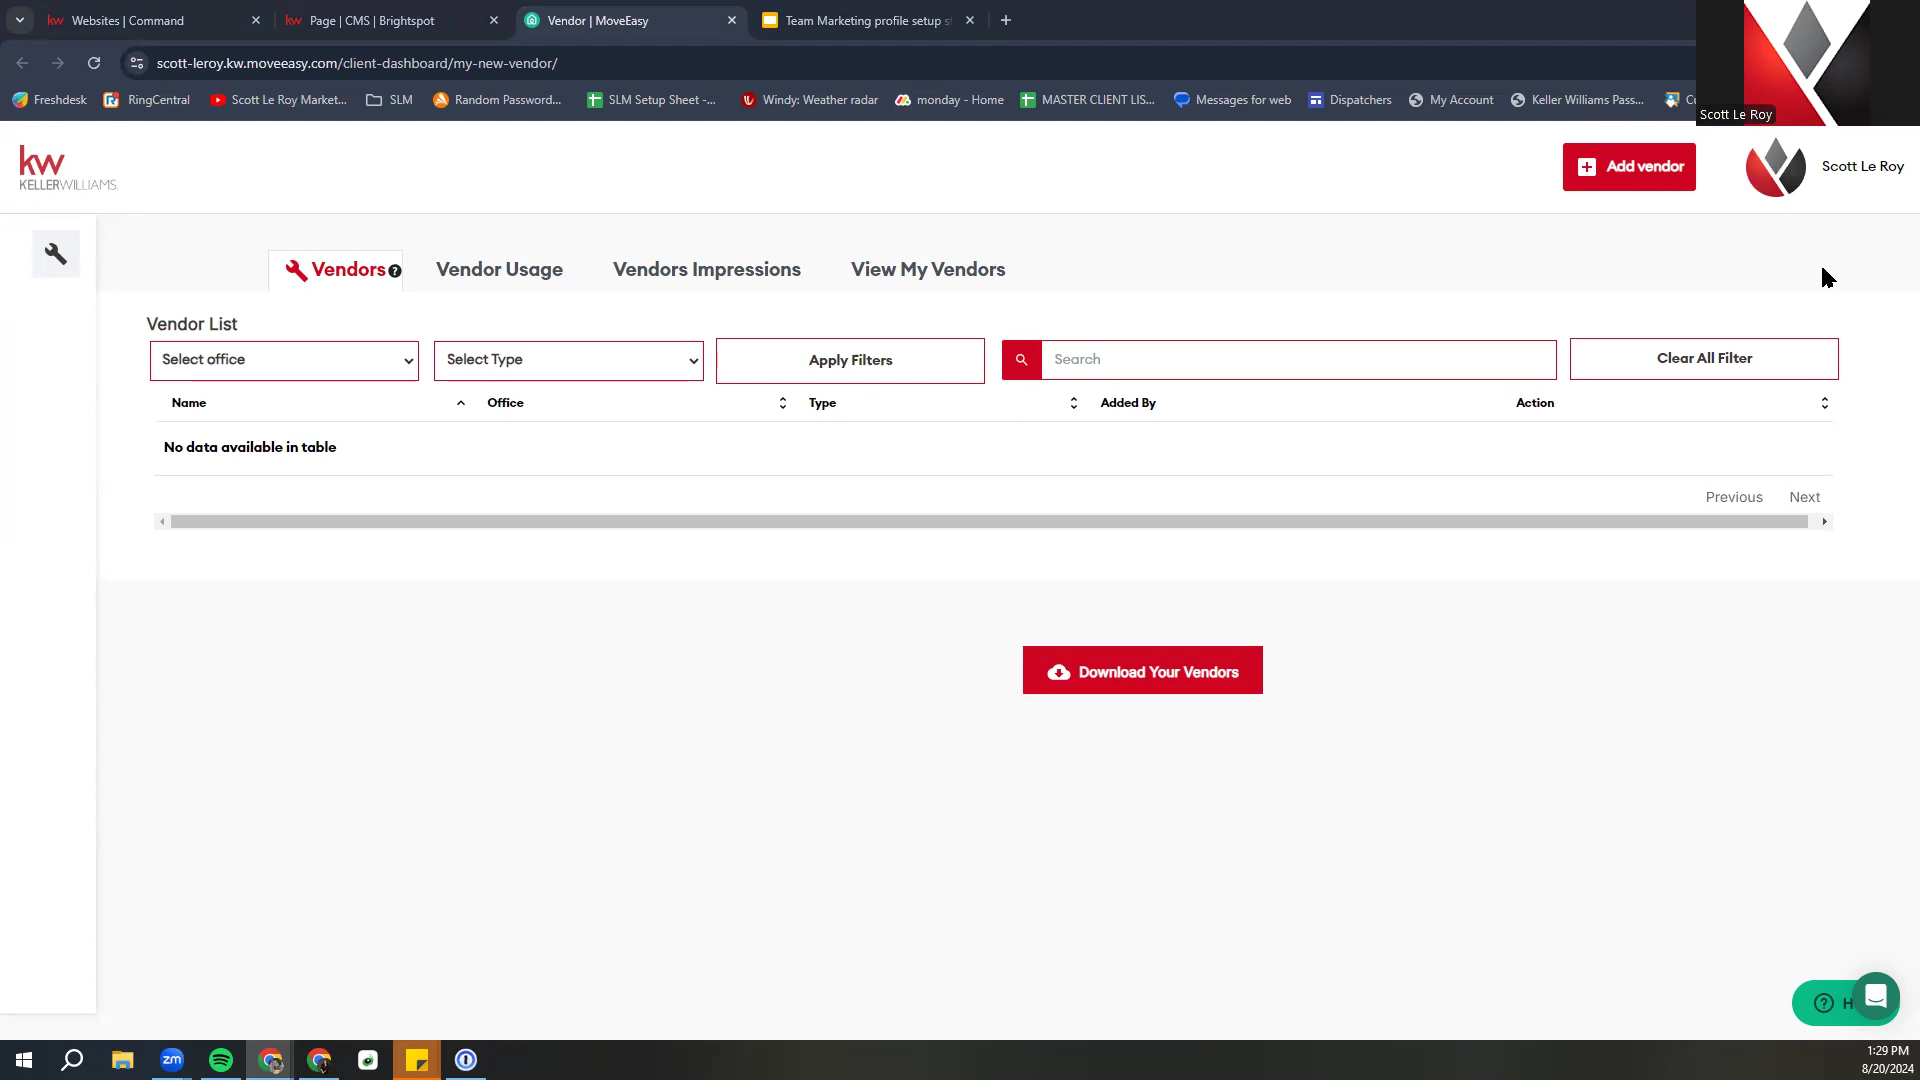 Websites | Command
Page | CMS | Brightspot
Vendor | MoveEasy
Team Marketing profile setup s
scott-leroy.kw.moveeasy.com/client-dashboard/my-new-vendor/
Freshdesk
RingCentral
Scott Le Roy Market...
SLM
Random Password...
SLM Setup Sheet -...
Windy: Weather radar
monday - Home
MASTER CLIENT LIS...
Messages for web
Dispatchers
My Account
Keller Williams Pass...
Scott Le Roy
kw
KELLERWILLIAMS.
Add vendor
Scott Le Roy
Vendors
Vendor Usage
Vendors Impressions
View My Vendors
Vendor List
Select office
Select Type
Apply Filters
Search
Clear All Filter
Name
Office
Type
Added By
Action
No data available in table
Previous
Next
Download Your Vendors
zm
1:29 PM
8/20/2024